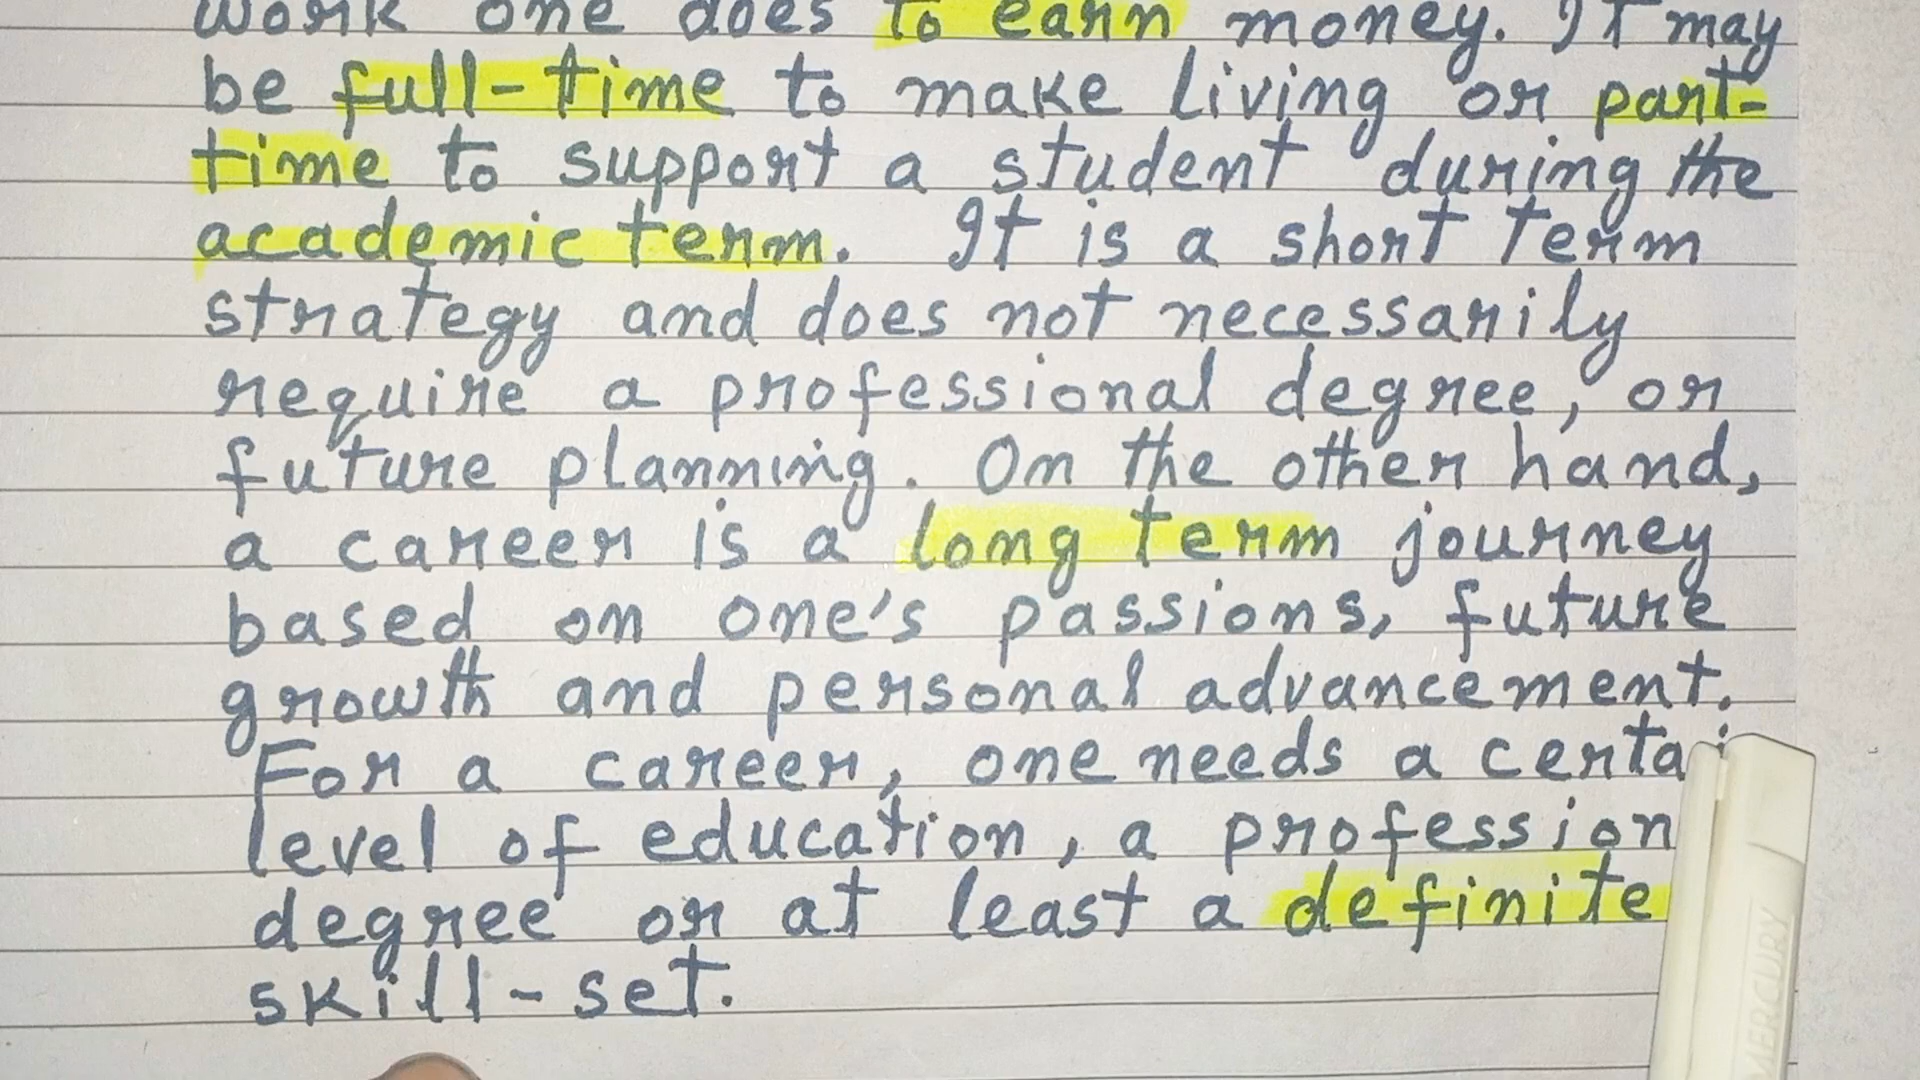 work one does to earn money. It may
be full-time to make living or part-
time to support a student during the
academic term. It is a short term
strategy and does not necessarily
require a professional degree, or
future planning. On the other hand,
a career is a long term journey
based on one's passions, future
growth and personal advancement.
For a career, one needs a certai
level of education, a profession
degree or at least a definite
skill-set.
MERCURY